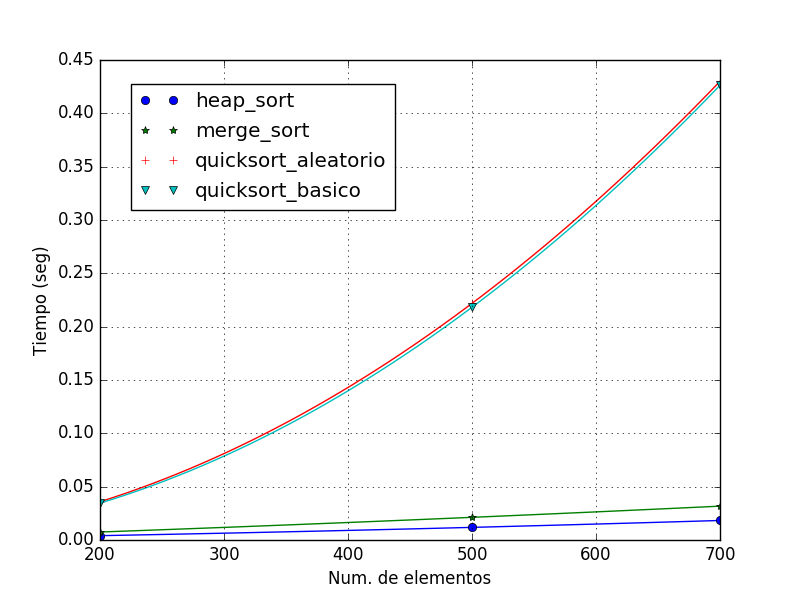 0.45
0.40
0.35
0.30
0.25
0.20
0.15
0.10
0.05
0.00
Tiempo (seg)
heap_sort
merge_sort
quicksort_aleatorio
quicksort_basico
200 300 400 500 600 700
Num. de elementos